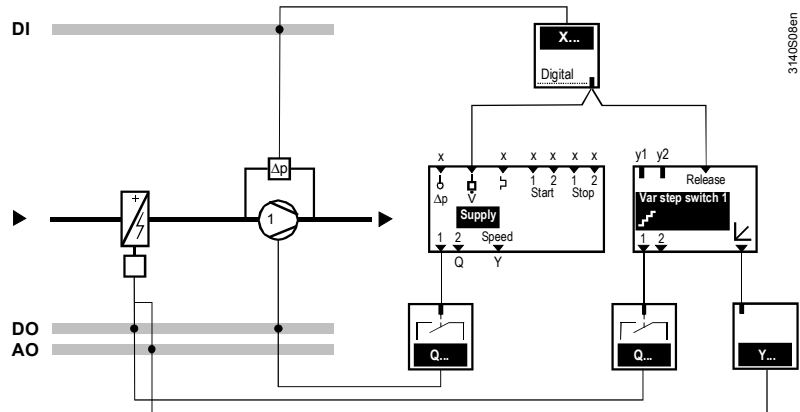 DI
3140S08en
X...
Digital
x x x x x x x
Δp V̇ 1 2 1 2
Start Stop
Supply
1 2 Speed
Q Y
y1 y2
Release
Var step switch 1
1 2
Δp
+
1
DO
AO
Q...
Q...
Y...